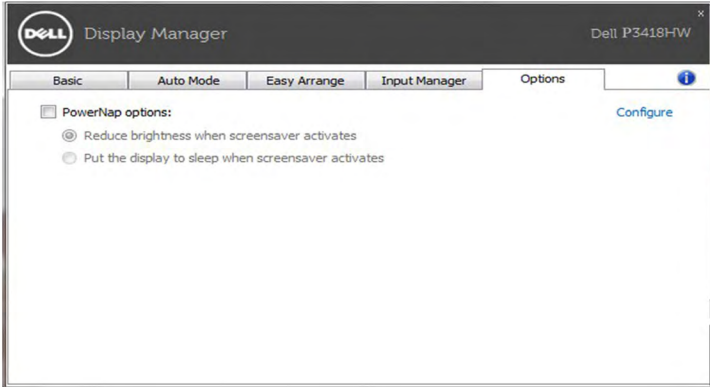 DELL Display Manager
x
Dell P3418HW
Basic Auto Mode Easy Arrange Input Manager Options i
PowerNap options:
Configure
Reduce brightness when screensaver activates
Put the display to sleep when screensaver activates